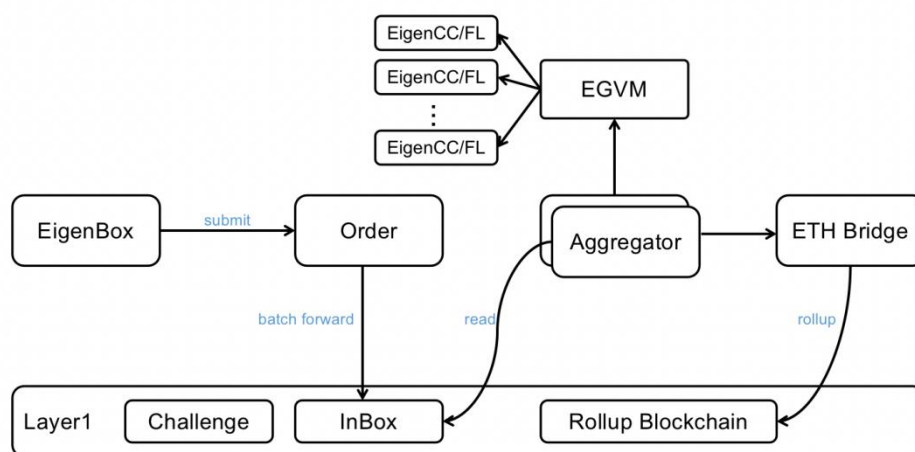 EigenCC/FL
EigenCC/FL
EGVM
EigenCC/FL
EigenBox
submit
Order
Aggregator
ETH Bridge
batch forward
read
rollup
Layer1
Challenge
InBox
Rollup Blockchain